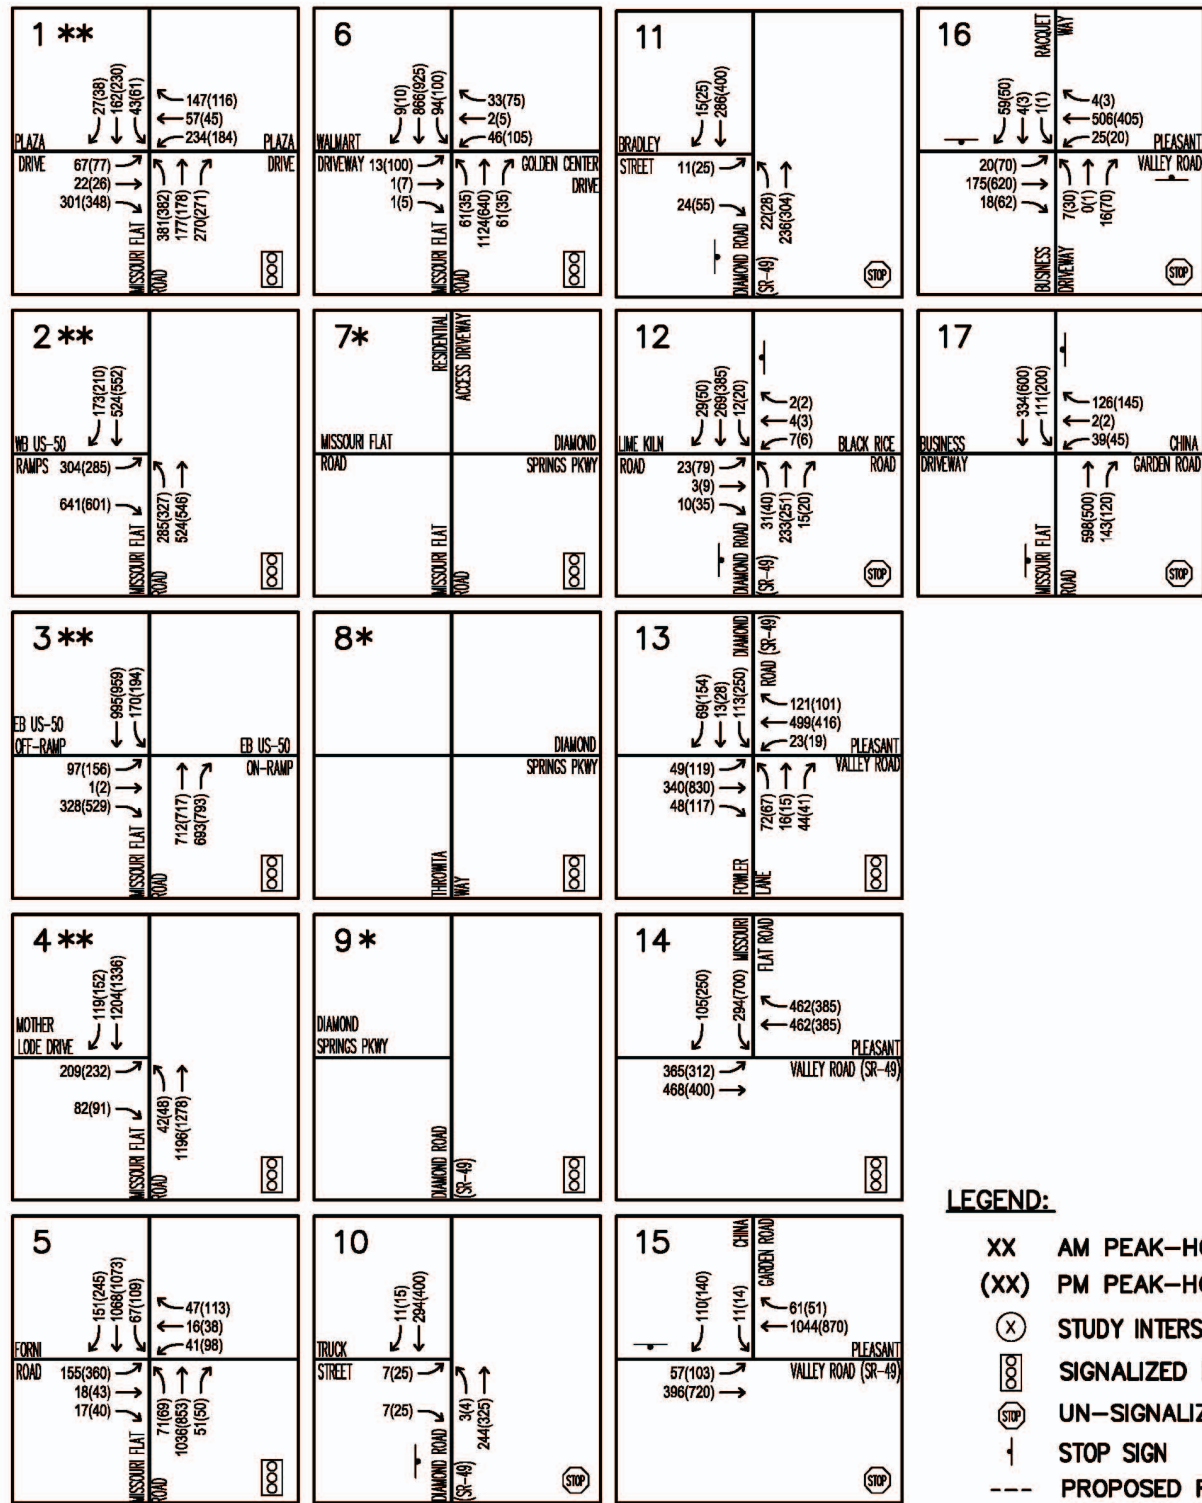 1 **
27(38)
162(230)
43(61)
147(116)
57(45)
234(184)
PLAZA
DRIVE
PLAZA
DRIVE
67(77)
22(26)
301(348)
381(382)
177(178)
270(271)
MISSOURI FLAT
ROAD
6
9(10)
866(925)
94(100)
33(75)
2(5)
46(105)
WALMART
DRIVEWAY
13(100)
1(7)
1(5)
GOLDEN CENTER
DRIVE
61(35)
1124(640)
61(35)
MISSOURI FLAT
ROAD
11
15(25)
286(400)
BRADLEY
STREET
11(25)
24(55)
22(28)
236(304)
DIAMOND ROAD
(SR-49)
STOP
16
RACQUET
WAY
59(50)
4(3)
1(1)
4(3)
506(405)
25(20)
PLEASANT
VALLEY ROAD
20(70)
175(620)
18(62)
7(30)
0(1)
16(70)
BUSINESS
DRIVEWAY
STOP
2 **
173(210)
524(552)
WB US-50
RAMPS
304(285)
641(601)
285(327)
524(546)
MISSOURI FLAT
ROAD
7*
RESIDENTIAL
ACCESS DRIVEWAY
MISSOURI FLAT
ROAD
DIAMOND
SPRINGS PKWY
MISSOURI FLAT
ROAD
12
29(50)
269(385)
12(20)
2(2)
4(3)
7(6)
LIME KILN
ROAD
BLACK RICE
ROAD
23(79)
3(9)
10(35)
31(40)
233(251)
15(20)
DIAMOND ROAD
(SR-49)
STOP
17
334(600)
111(200)
126(145)
2(2)
39(45)
BUSINESS
DRIVEWAY
CHINA
GARDEN ROAD
598(500)
143(120)
MISSOURI FLAT
ROAD
STOP
3 **
995(959)
170(194)
EB US-50
OFF-RAMP
EB US-50
ON-RAMP
97(156)
1(2)
328(529)
712(717)
693(793)
MISSOURI FLAT
ROAD
8*
DIAMOND
SPRINGS PKWY
THROWITA
WAY
13
DIAMOND
ROAD (SR-49)
69(154)
13(28)
113(250)
121(101)
499(416)
23(19)
PLEASANT
VALLEY ROAD
49(119)
340(830)
48(117)
72(67)
16(15)
44(41)
FOWLER
LANE
4 **
119(152)
1204(1336)
MOTHER
LODE DRIVE
209(232)
82(91)
42(48)
1196(1278)
MISSOURI FLAT
ROAD
9*
DIAMOND
SPRINGS PKWY
DIAMOND ROAD
(SR-49)
14
MISSOURI
FLAT ROAD
105(250)
294(700)
462(385)
462(385)
PLEASANT
VALLEY ROAD (SR-49)
365(312)
468(400)
5
151(245)
1068(1073)
67(109)
47(113)
16(38)
41(98)
FORNI
ROAD
155(360)
18(43)
17(40)
71(69)
1036(853)
51(50)
MISSOURI FLAT
ROAD
10
11(15)
294(400)
TRUCK
STREET
7(25)
7(25)
3(4)
244(325)
DIAMOND ROAD
(SR-49)
STOP
15
CHINA
GARDEN ROAD
110(140)
11(14)
61(51)
1044(870)
PLEASANT
VALLEY ROAD (SR-49)
57(103)
396(720)
STOP
LEGEND:
XX AM PEAK-HO
(XX) PM PEAK-HO
X STUDY INTERS
SIGNALIZED
STOP UN-SIGNALIZ
STOP SIGN
--- PROPOSED F